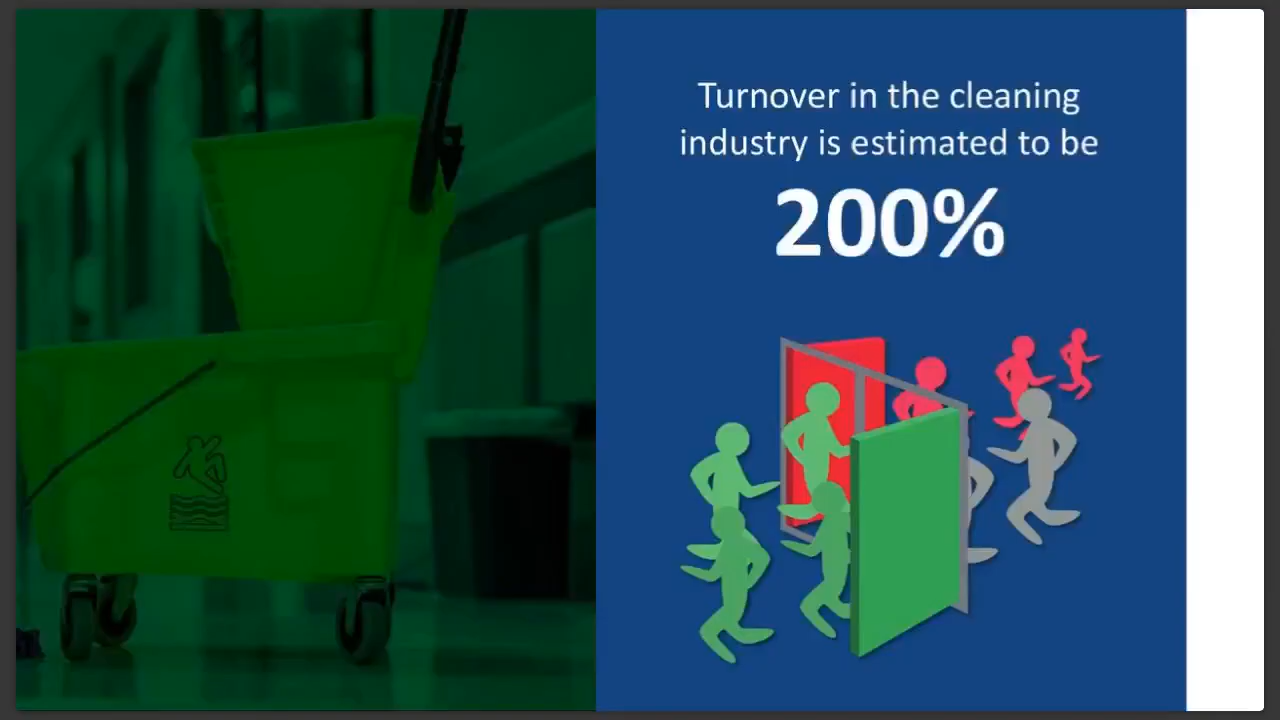 Turnover in the cleaning
industry is estimated to be
200%